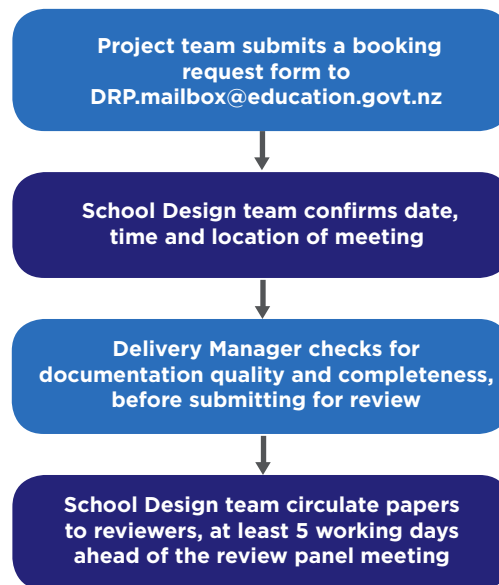 Project team submits a booking
request form to
DRP.mailbox@education.govt.nz
School Design team confirms date,
time and location of meeting
Delivery Manager checks for
documentation quality and completeness,
before submitting for review
School Design team circulate papers
to reviewers, at least 5 working days
ahead of the review panel meeting